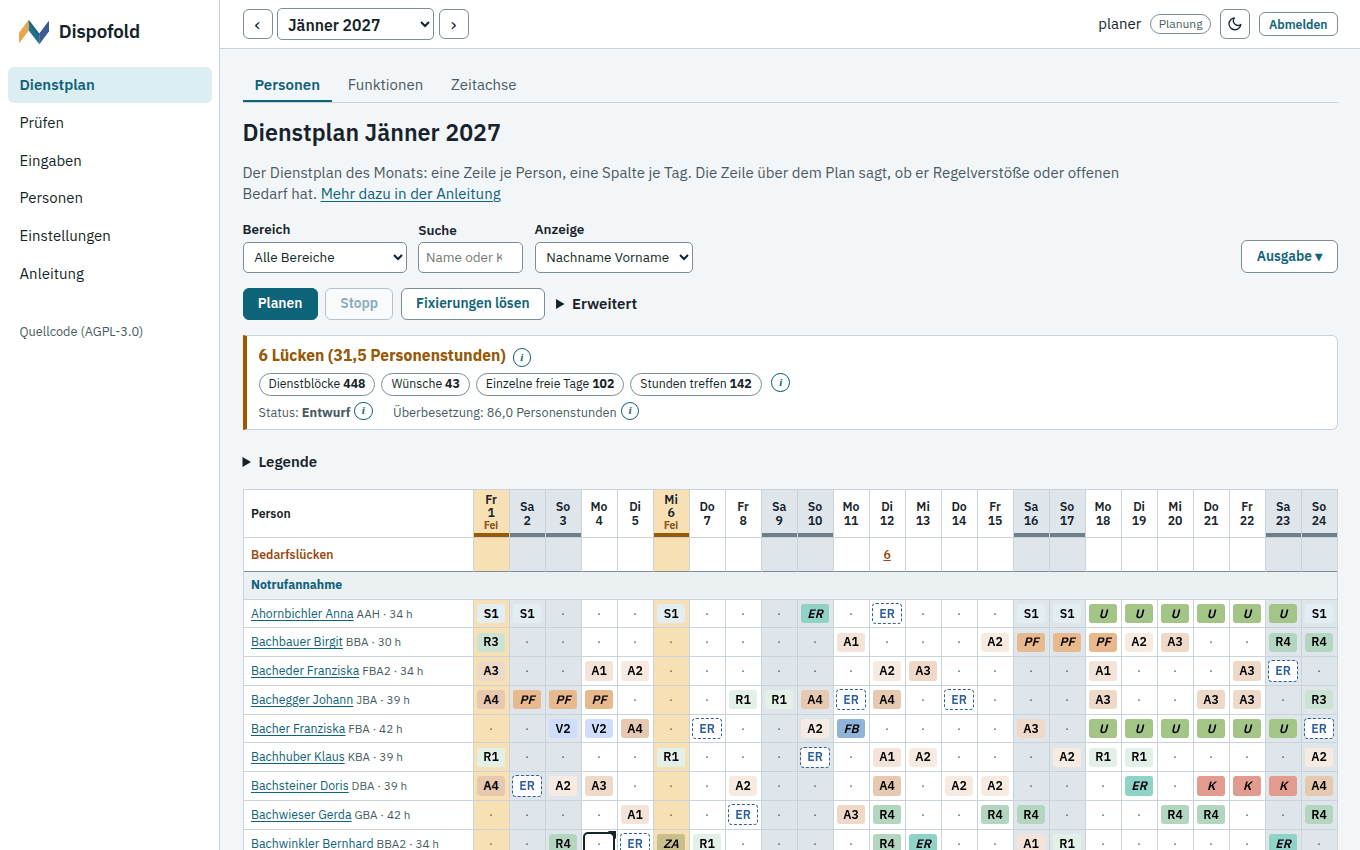 Dispofold
Dienstplan
Prüfen
Eingaben
Personen
Einstellungen
Anleitung
Quellcode (AGPL-3.0)
‹ Jänner 2027 ›
planer Planung Abmelden
Personen Funktionen Zeitachse
Dienstplan Jänner 2027
Der Dienstplan des Monats: eine Zeile je Person, eine Spalte je Tag. Die Zeile über dem Plan sagt, ob er Regelverstöße oder offenen
Bedarf hat. Mehr dazu in der Anleitung
Bereich Suche Anzeige
Alle Bereiche Name oder K Nachname Vorname Ausgabe ▾
Planen Stopp Fixierungen lösen ▶ Erweitert
6 Lücken (31,5 Personenstunden) i
Dienstblöcke 448 Wünsche 43 Einzelne freie Tage 102 Stunden treffen 142 i
Status: Entwurf i Überbesetzung: 86,0 Personenstunden i
▶ Legende
Person Fr 1 Fei Sa 2 So 3 Mo 4 Di 5 Mi 6 Fei Do 7 Fr 8 Sa 9 So 10 Mo 11 Di 12 Mi 13 Do 14 Fr 15 Sa 16 So 17 Mo 18 Di 19 Mi 20 Do 21 Fr 22 Sa 23 So 24
Bedarfslücken 6
Notrufannahme
Ahornbichler Anna AAH · 34 h S1 S1 · · · S1 · · · ER · ER · · · S1 S1 U U U U U U S1
Bachbauer Birgit BBA · 30 h R3 · · · · · · · · · A1 · · · A2 PF PF PF A2 A3 · · R4 R4
Bacheder Franziska FBA2 · 34 h A3 · · A1 A2 · · · · · · A2 A3 · · · · A1 · · · A3 ER ·
Bachegger Johann JBA · 39 h A4 PF PF PF · · · R1 R1 A4 ER A4 · ER · · · A3 · · A3 A3 · R3
Bacher Franziska FBA · 42 h · · V2 V2 A4 · ER · · A2 FB · · · · A3 · U U U U U U ER
Bachhuber Klaus KBA · 39 h R1 · · · · R1 · · · ER · A1 A2 · · · A2 R1 R1 · · · · A2
Bachsteiner Doris DBA · 39 h A4 ER A2 A3 · · · A2 · · · A4 · A2 A2 · · · ER · K K K A4
Bachwieser Gerda GBA · 42 h · · · · A1 · · ER · · A3 R4 · · R4 R4 · · · R4 R4 · · R4
Bachwinkler Bernhard BBA2 · 34 h · · R4 · ER ZA R1 · · · · R4 ER · · A1 R1 · · · · · ER ·